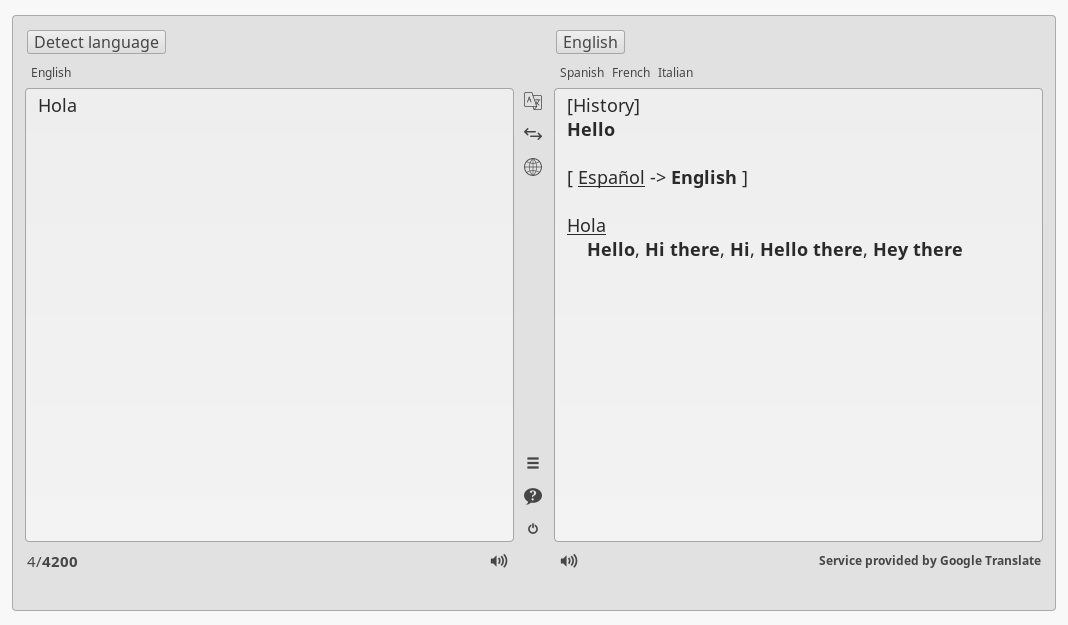 Detect language
English
Hola
4/4200
English
Spanish French Italian
[History]
Hello
[ Español -> English ]
Hola
Hello, Hi there, Hi, Hello there, Hey there
Service provided by Google Translate